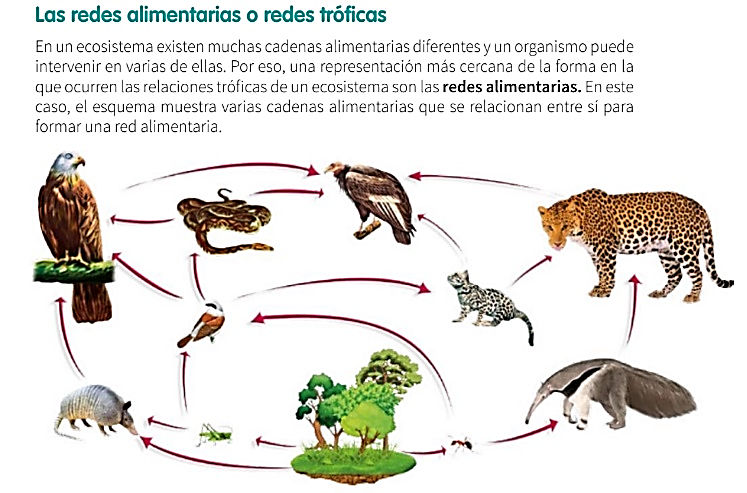 Las redes alimentarias o redes tróficas
En un ecosistema existen muchas cadenas alimentarias diferentes y un organismo puede
intervenir en varias de ellas. Por eso, una representación más cercana de la forma en la
que ocurren las relaciones tróficas de un ecosistema son las redes alimentarias. En este
caso, el esquema muestra varias cadenas alimentarias que se relacionan entre sí para
formar una red alimentaria.